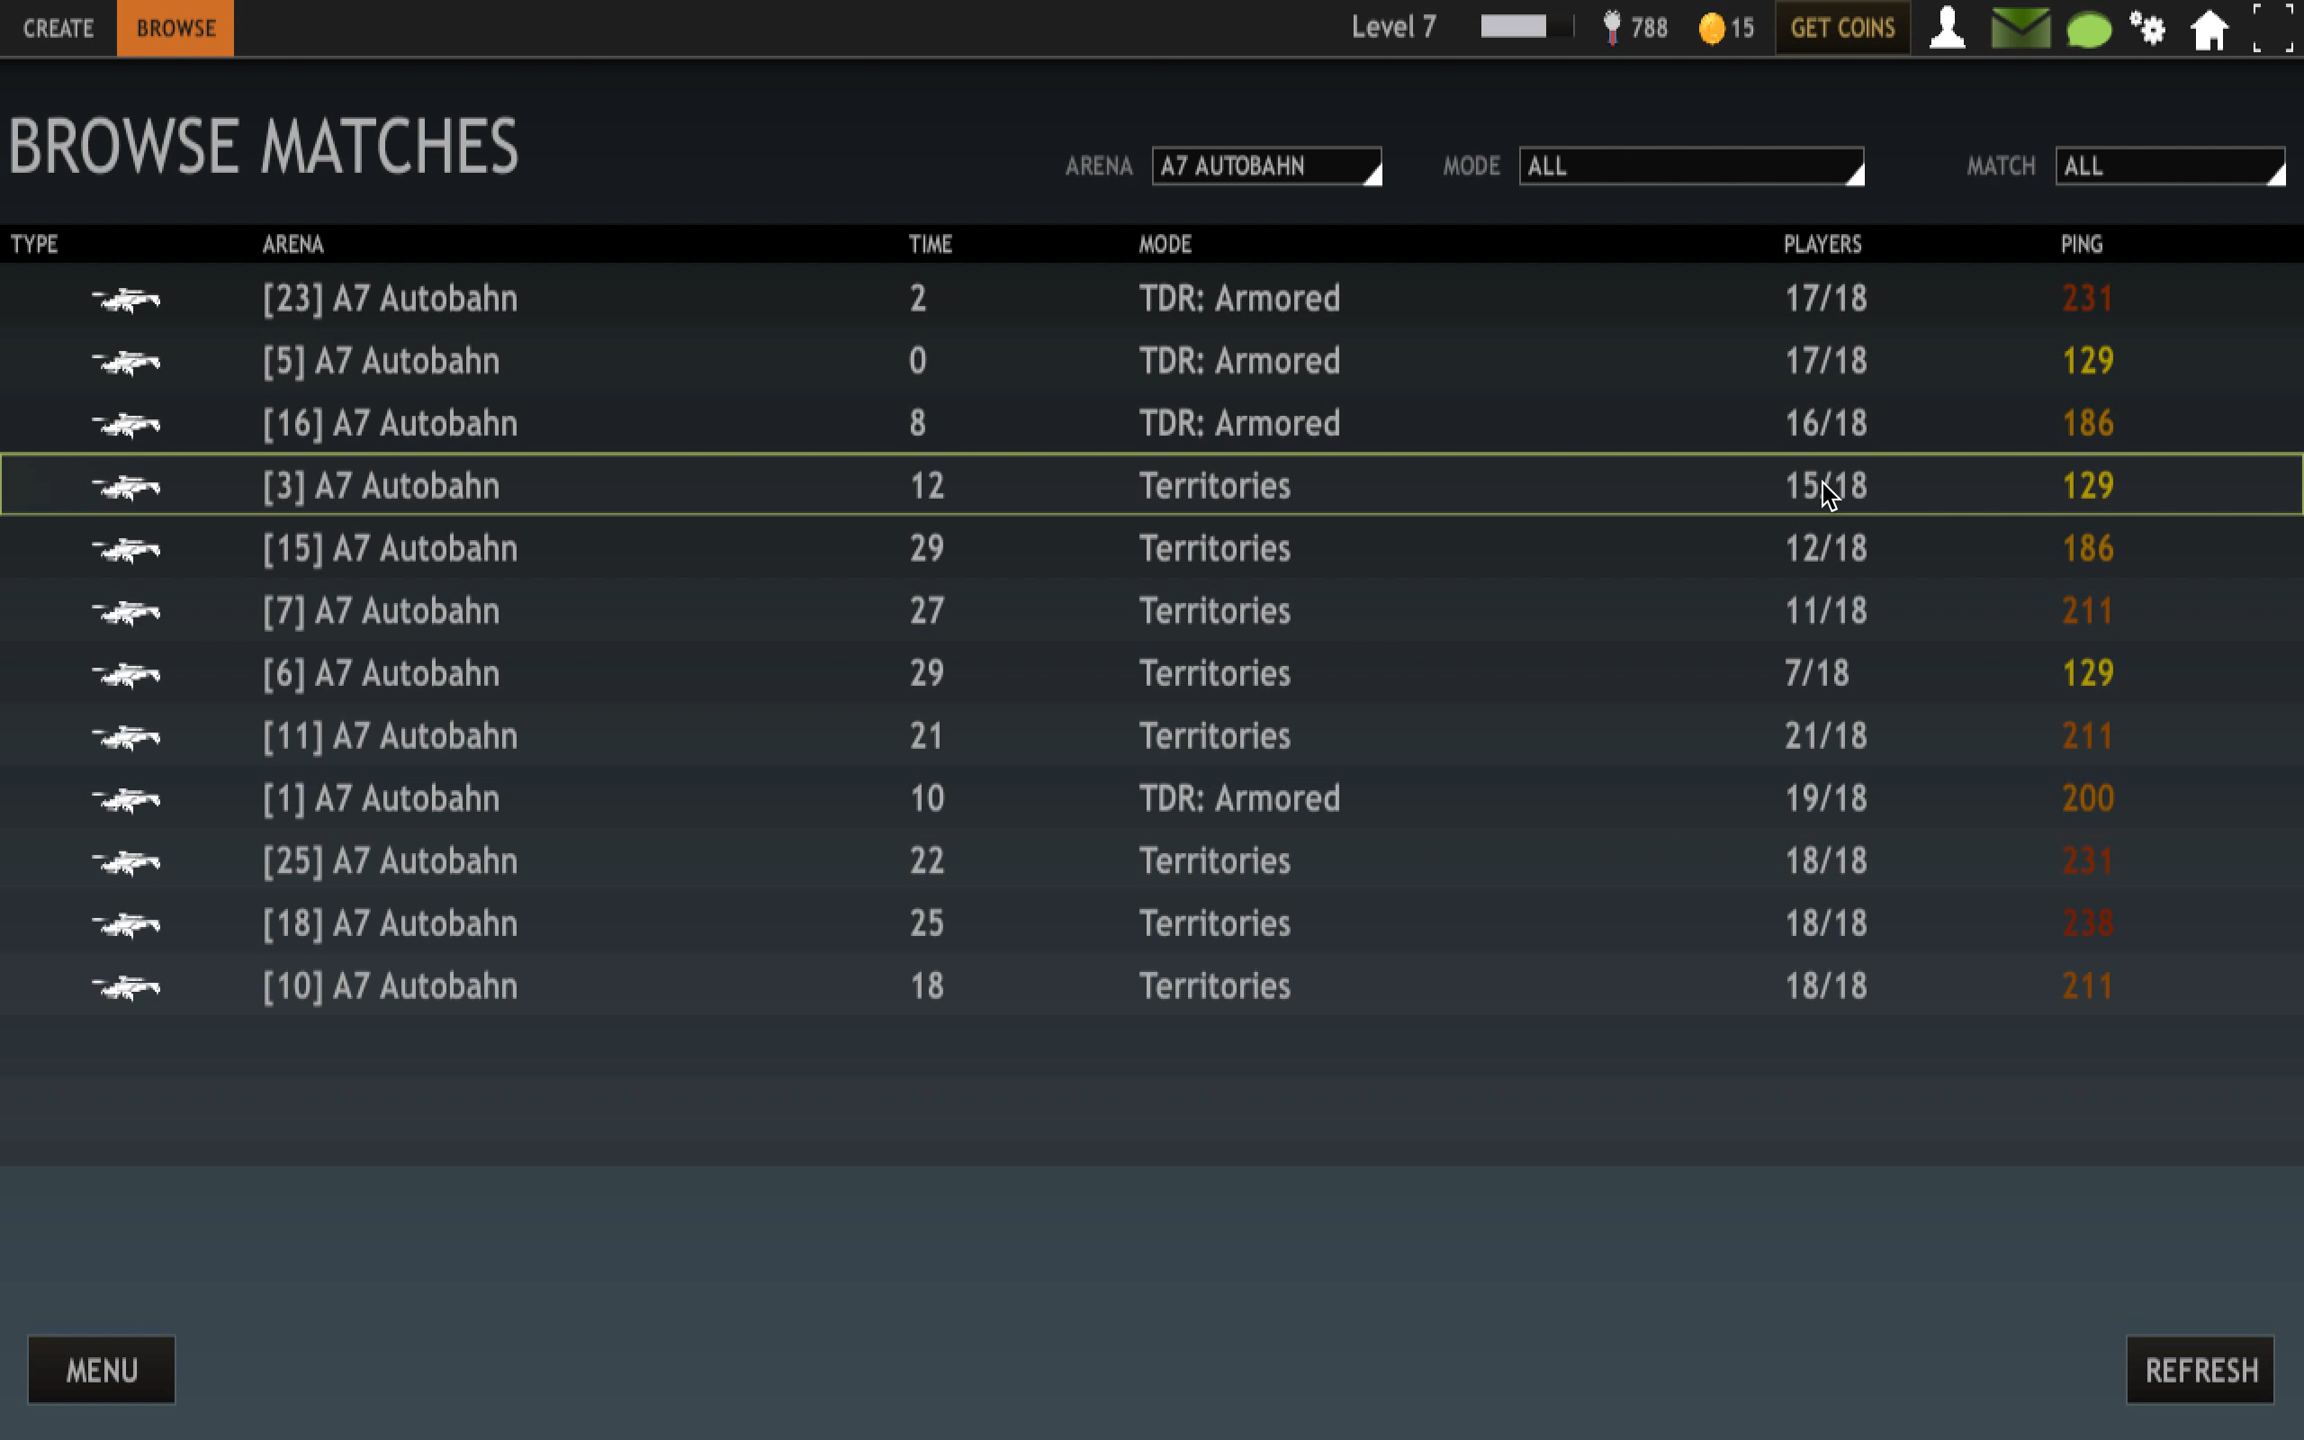 CREATE BROWSE Level 7 788 15 GET COINS
BROWSE MATCHES
ARENA A7 AUTOBAHN MODE ALL MATCH ALL
TYPE ARENA TIME MODE PLAYERS PING
[23] A7 Autobahn 2 TDR: Armored 17/18 231
[5] A7 Autobahn 0 TDR: Armored 17/18 129
[16] A7 Autobahn 8 TDR: Armored 16/18 186
[3] A7 Autobahn 12 Territories 15/18 129
[15] A7 Autobahn 29 Territories 12/18 186
[7] A7 Autobahn 27 Territories 11/18 211
[6] A7 Autobahn 29 Territories 7/18 129
[11] A7 Autobahn 21 Territories 21/18 211
[1] A7 Autobahn 10 TDR: Armored 19/18 200
[25] A7 Autobahn 22 Territories 18/18 231
[18] A7 Autobahn 25 Territories 18/18 238
[10] A7 Autobahn 18 Territories 18/18 211
MENU REFRESH